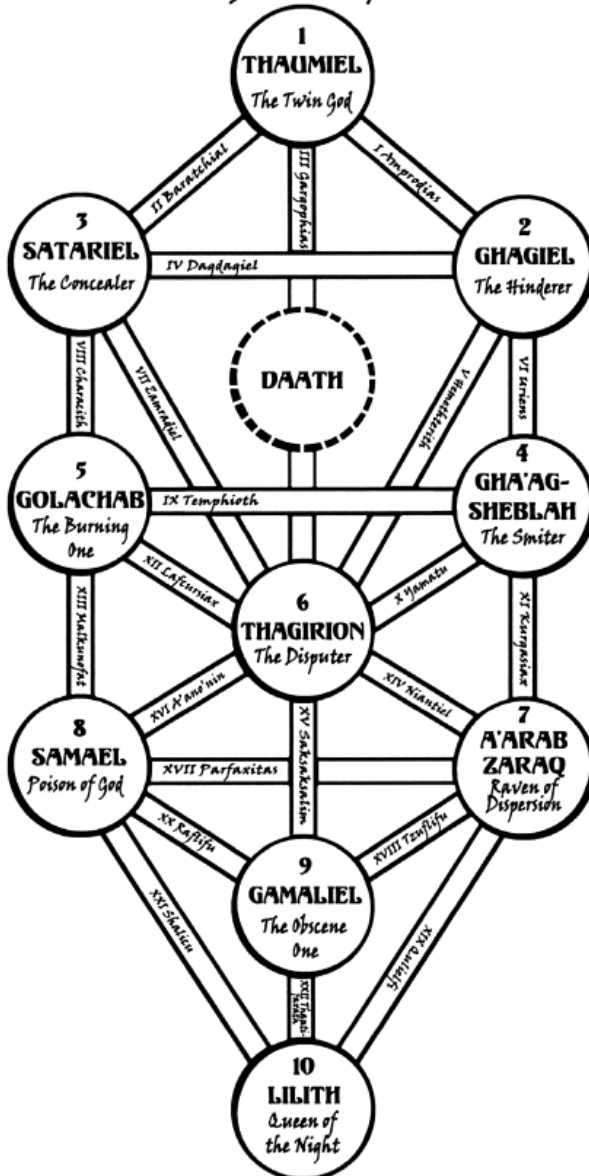 1
THAUMIEL
The Twin God
II Baratchial
III Gargophias
I Amprodias
3
SATARIEL
The Concealer
2
GHAGIEL
The Hinderer
IV Dagdagiel
DAATH
VIII Characith
VII Zamradiel
V Hemethterith
VI Uriens
5
GOLACHAB
The Burning
One
4
GHA'AG-
SHEBLAH
The Smiter
IX Temphioth
XII Lafcursiax
X Yamatu
6
THAGIRION
The Disputer
XIII Malkunofat
XI Kurgasiax
XVI A'ano'nin
XIV Niantiel
8
SAMAEL
Poison of God
XV Saksaksalim
7
A'ARAB
ZARAQ
Raven of
Dispersion
XVII Parfaxitas
XX Raflifu
XVIII Tzuflifu
9
GAMALIEL
The Obscene
One
XXI Shalicu
XIX Qulielfi
XXII
10
LILITH
Queen of
the Night